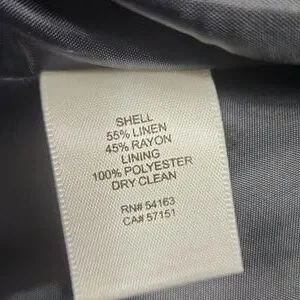 SHELL
55% LINEN
45% RAYON
LINING
100% POLYESTER
DRY CLEAN
RN# 54163
CA# 57151